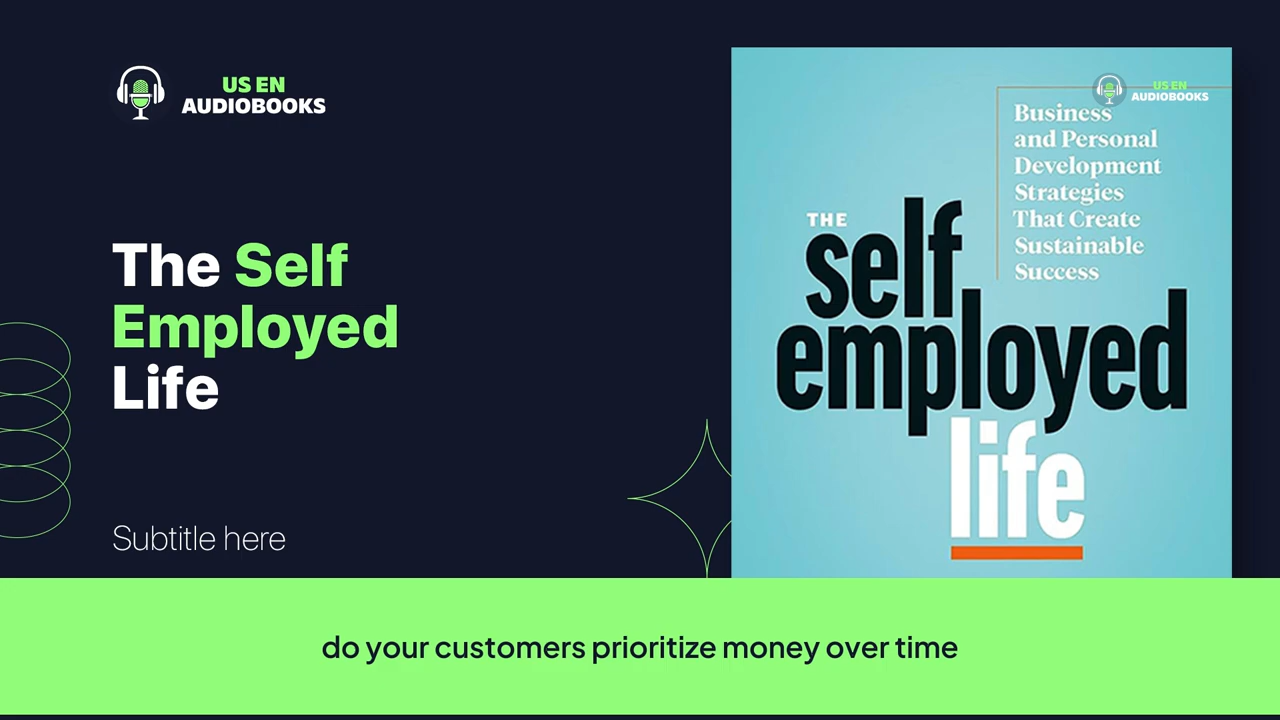 US EN
AUDIOBOOKS
The Self
Employed
Life
Subtitle here
US EN
AUDIOBOOKS
Business
and Personal
Development
Strategies
That Create
Sustainable
Success
THE
self
employed
life
do your customers prioritize money over time